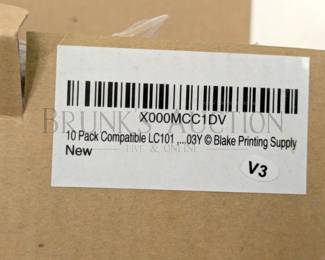 X000MCC1DV
BRUNK'S AUCTION
10 Pack Compatible LC101 ,...03Y © Blake Printing Supply
LIVE & ONLINE
New
V3